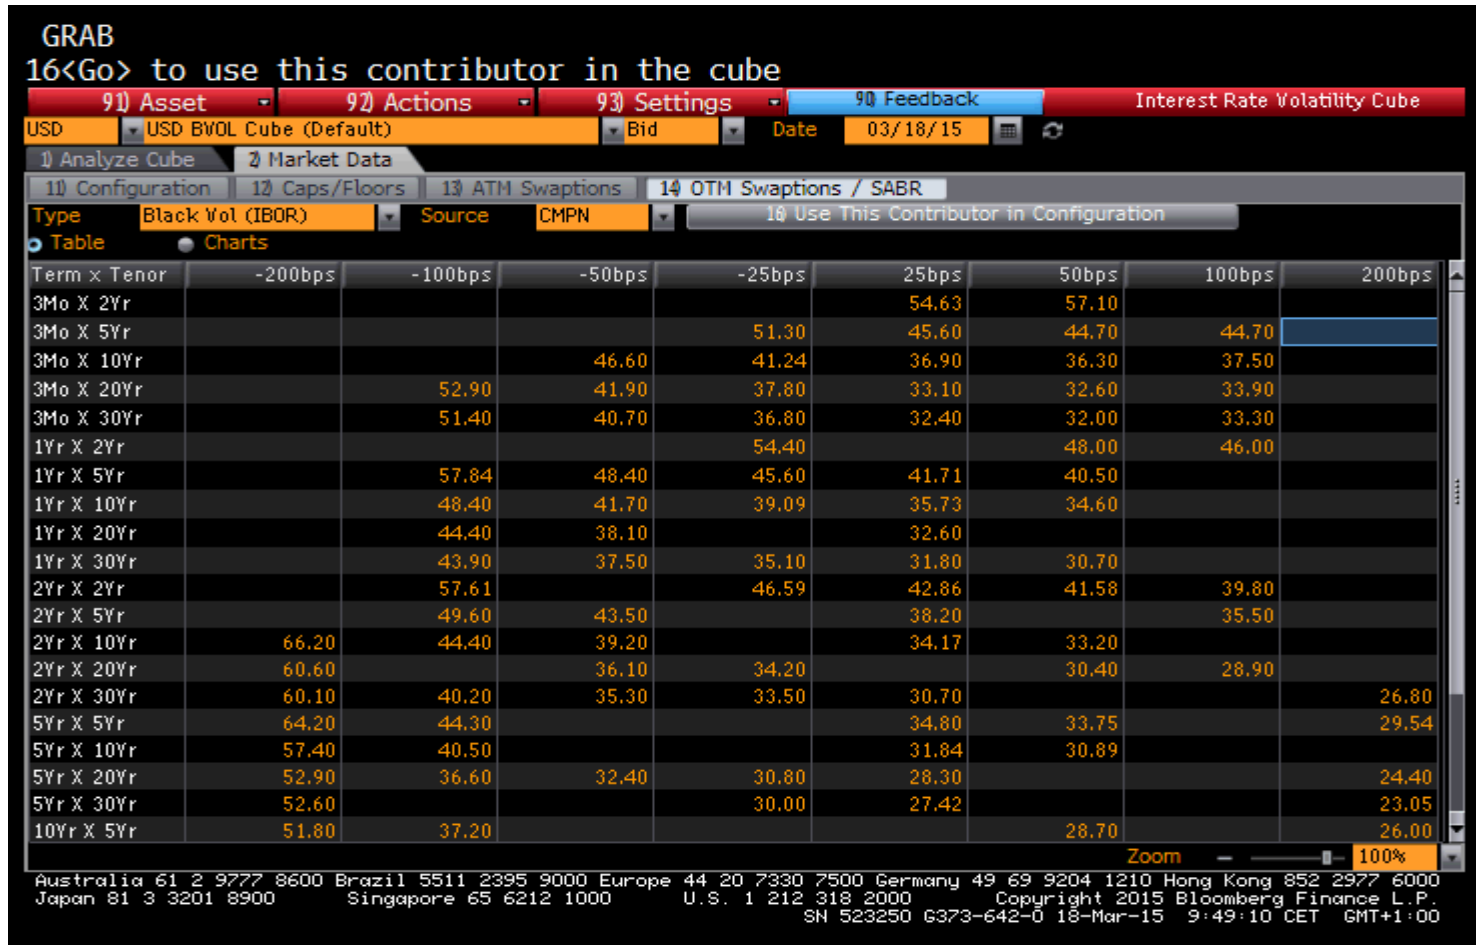 GRAB
16<Go> to use this contributor in the cube
91) Asset 92) Actions 93) Settings 90) Feedback Interest Rate Volatility Cube
USD USD BVOL Cube (Default) Bid Date 03/18/15
1) Analyze Cube 2) Market Data
11) Configuration 12) Caps/Floors 13) ATM Swaptions 14) OTM Swaptions / SABR
Type Black Vol (IBOR) Source CMPN 16) Use This Contributor in Configuration
Table Charts
Term x Tenor -200bps -100bps -50bps -25bps 25bps 50bps 100bps 200bps
3Mo X 2Yr 54.63 57.10
3Mo X 5Yr 51.30 45.60 44.70 44.70
3Mo X 10Yr 46.60 41.24 36.90 36.30 37.50
3Mo X 20Yr 52.90 41.90 37.80 33.10 32.60 33.90
3Mo X 30Yr 51.40 40.70 36.80 32.40 32.00 33.30
1Yr X 2Yr 54.40 48.00 46.00
1Yr X 5Yr 57.84 48.40 45.60 41.71 40.50
1Yr X 10Yr 48.40 41.70 39.09 35.73 34.60
1Yr X 20Yr 44.40 38.10 32.60
1Yr X 30Yr 43.90 37.50 35.10 31.80 30.70
2Yr X 2Yr 57.61 46.59 42.86 41.58 39.80
2Yr X 5Yr 49.60 43.50 38.20 35.50
2Yr X 10Yr 66.20 44.40 39.20 34.17 33.20
2Yr X 20Yr 60.60 36.10 34.20 30.40 28.90
2Yr X 30Yr 60.10 40.20 35.30 33.50 30.70 26.80
5Yr X 5Yr 64.20 44.30 34.80 33.75 29.54
5Yr X 10Yr 57.40 40.50 31.84 30.89
5Yr X 20Yr 52.90 36.60 32.40 30.80 28.30 24.40
5Yr X 30Yr 52.60 30.00 27.42 23.05
10Yr X 5Yr 51.80 37.20 28.70 26.00
Zoom 100%
Australia 61 2 9777 8600 Brazil 5511 2395 9000 Europe 44 20 7330 7500 Germany 49 69 9204 1210 Hong Kong 852 2977 6000
Japan 81 3 3201 8900 Singapore 65 6212 1000 U.S. 1 212 318 2000 Copyright 2015 Bloomberg Finance L.P.
SN 523250 G373-642-0 18-Mar-15 9:49:10 CET GMT+1:00